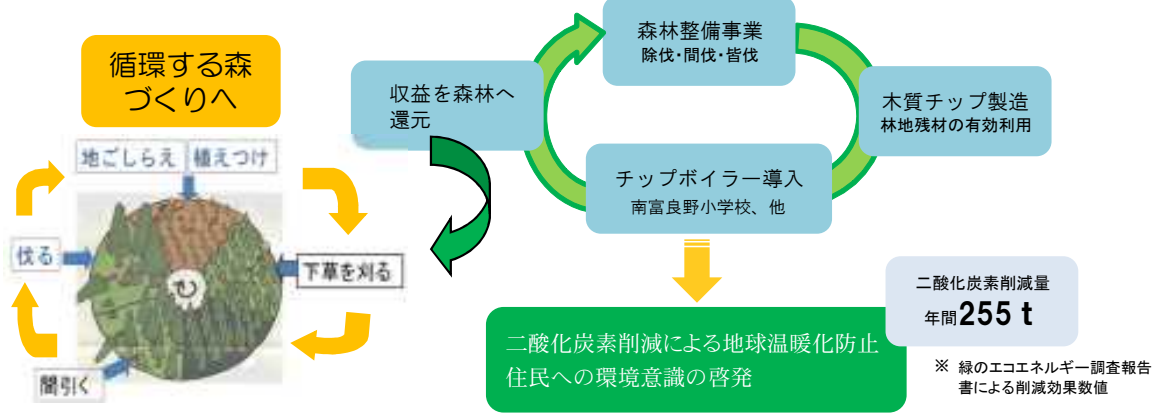 循環する森
づくりへ
地ごしらえ
植えつけ
伐る
下草を刈る
間引く
収益を森林へ
還元
森林整備事業
除伐・間伐・皆伐
木質チップ製造
林地残材の有効利用
チップボイラー導入
南富良野小学校、他
二酸化炭素削減量
年間255 t
二酸化炭素削減による地球温暖化防止
住民への環境意識の啓発
※ 緑のエコエネルギー調査報告
書による削減効果数値